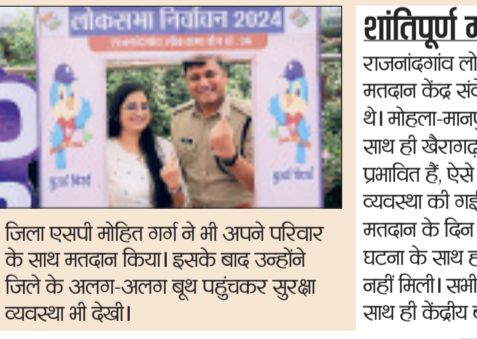 लोकसभा निर्वाचन 2024
जिला एसपी मोहित गर्ग ने भी अपने परिवार
के साथ मतदान किया। इसके बाद उन्होंने
जिले के अलग-अलग बूथ पहुंचकर सुरक्षा
व्यवस्था भी देखी।
शांतिपूर्ण म
राजनांदगांव लो
मतदान केंद्र संवे
थे। मोहला-मानपु
साथ ही खैरागढ़
प्रभावित हैं, ऐसे
व्यवस्था की गई
मतदान के दिन
घटना के साथ ह
नहीं मिली। सभी
साथ ही केंद्रीय ब